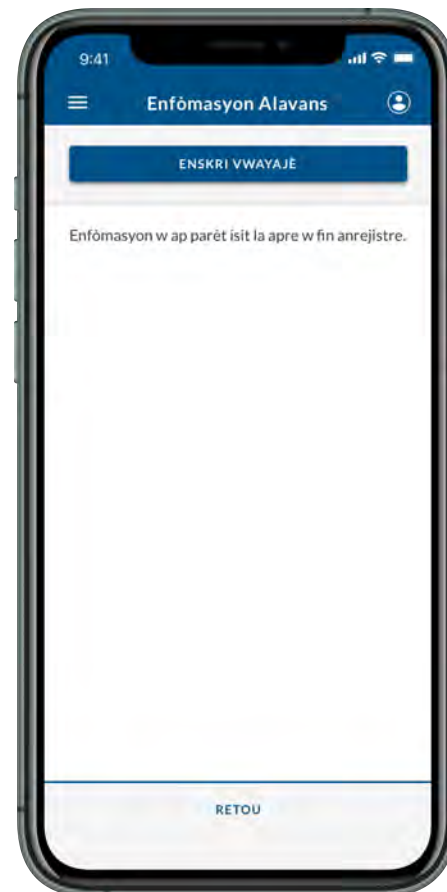 9:41
Enfòmasyon Alavans
ENSKRI VWAYAJÈ
Enfòmasyon w ap parèt isit la apre w fin anrejistre.
RETOU